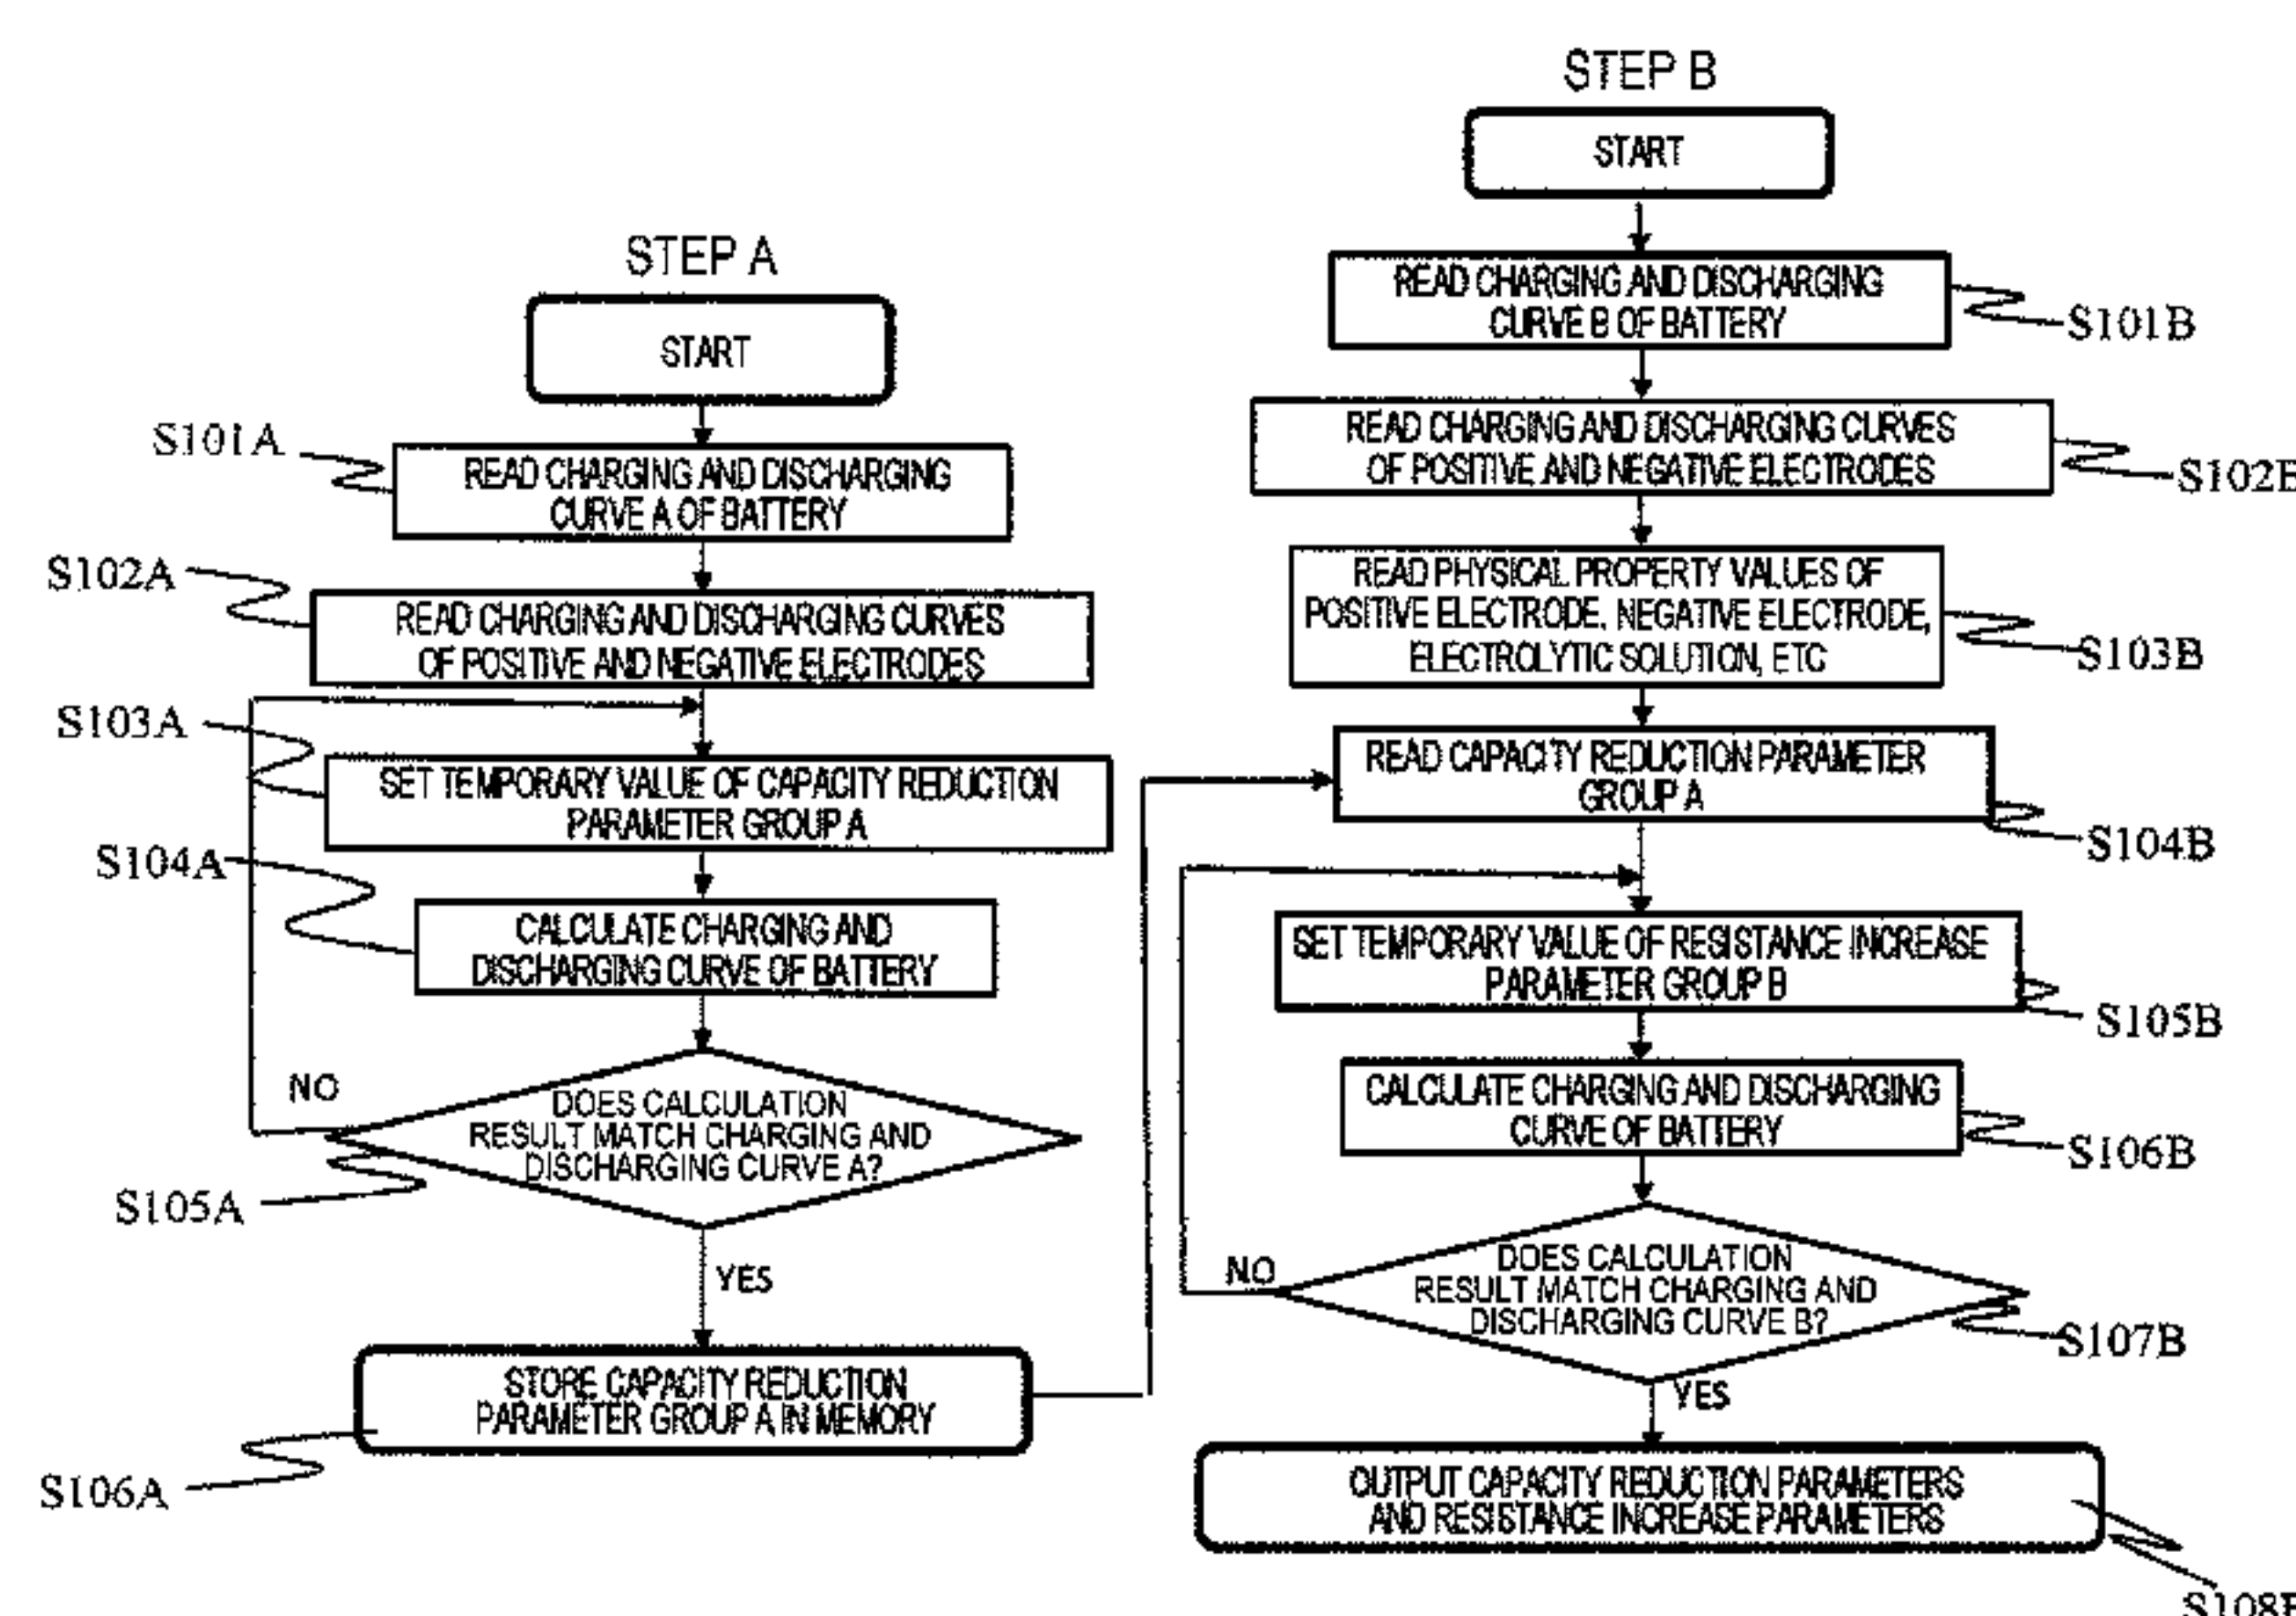 STEP A
START
S101A
READ CHARGING AND DISCHARGING
CURVE A OF BATTERY
S102A
READ CHARGING AND DISCHARGING CURVES
OF POSITIVE AND NEGATIVE ELECTRODES
S103A
SET TEMPORARY VALUE OF CAPACITY REDUCTION
PARAMETER GROUP A
S104A
CALCULATE CHARGING AND
DISCHARGING CURVE OF BATTERY
NO
DOES CALCULATION
RESULT MATCH CHARGING AND
DISCHARGING CURVE A?
S105A
YES
STORE CAPACITY REDUCTION
PARAMETER GROUP A IN MEMORY
S106A
STEP B
START
READ CHARGING AND DISCHARGING
CURVE B OF BATTERY
S101B
READ CHARGING AND DISCHARGING CURVES
OF POSITIVE AND NEGATIVE ELECTRODES
S102B
READ PHYSICAL PROPERTY VALUES OF
POSITIVE ELECTRODE, NEGATIVE ELECTRODE,
ELECTROLYTIC SOLUTION, ETC
S103B
READ CAPACITY REDUCTION PARAMETER
GROUP A
S104B
SET TEMPORARY VALUE OF RESISTANCE INCREASE
PARAMETER GROUP B
S105B
CALCULATE CHARGING AND DISCHARGING
CURVE OF BATTERY
S106B
NO
DOES CALCULATION
RESULT MATCH CHARGING AND
DISCHARGING CURVE B?
S107B
YES
OUTPUT CAPACITY REDUCTION PARAMETERS
AND RESISTANCE INCREASE PARAMETERS
S108B